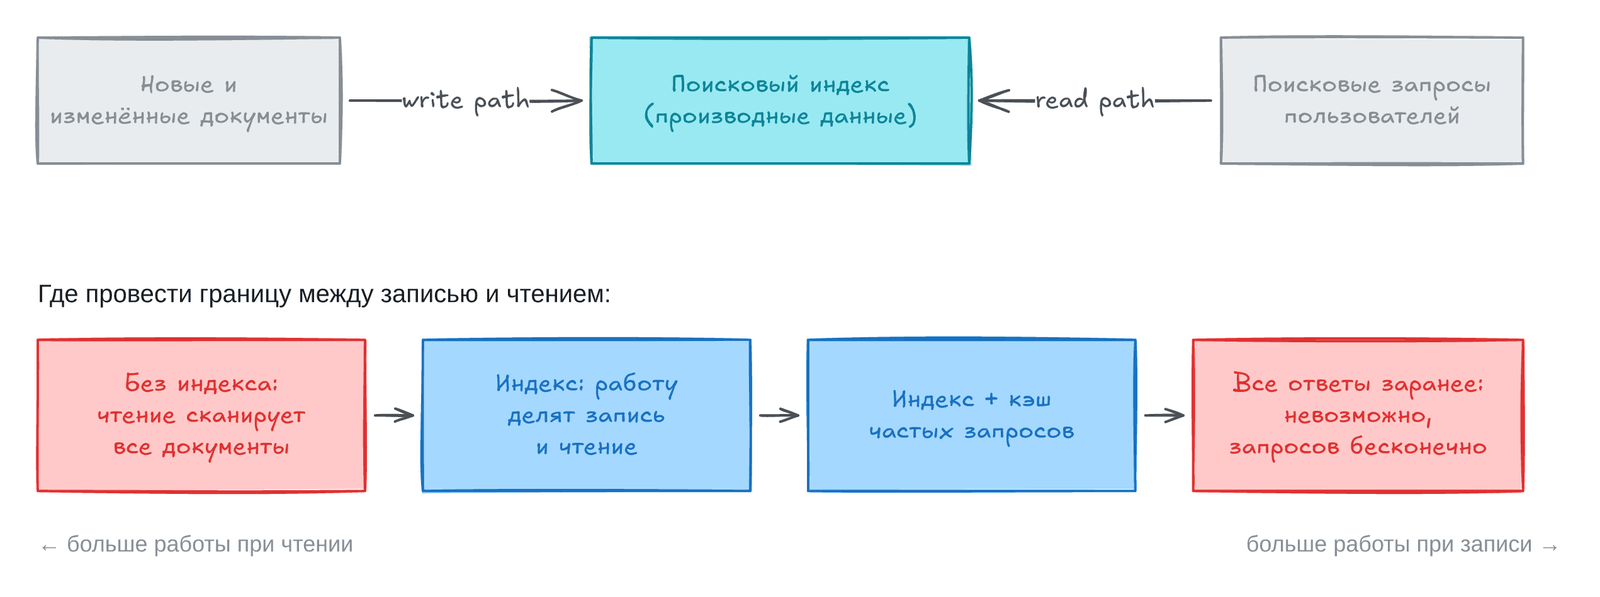 Новые и
изменённые документы
write path
Поисковый индекс
(производные данные)
read path
Поисковые запросы
пользователей
Где провести границу между записью и чтением:
Без индекса:
чтение сканирует
все документы
Индекс: работу
делят запись
и чтение
Индекс + кэш
частых запросов
Все ответы заранее:
невозможно,
запросов бесконечно
← больше работы при чтении
больше работы при записи →